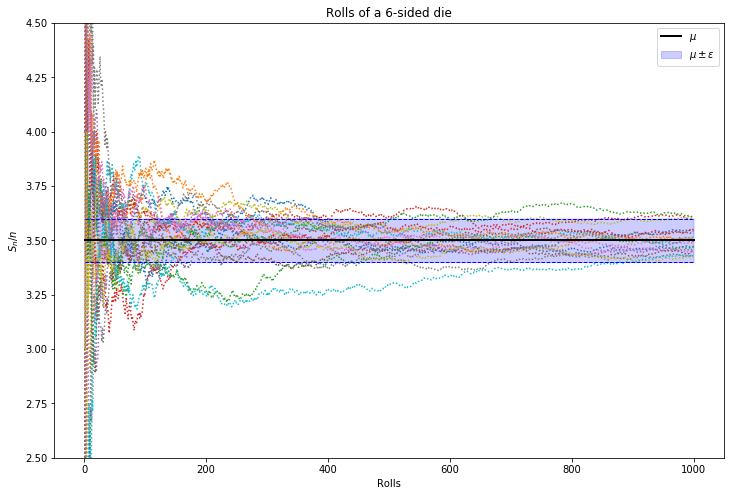 Rolls of a 6-sided die
4.50
4.25
4.00
3.75
3.50
3.25
3.00
2.75
2.50
S_n/n
0 200 400 600 800 1000
Rolls
μ
μ ± ε